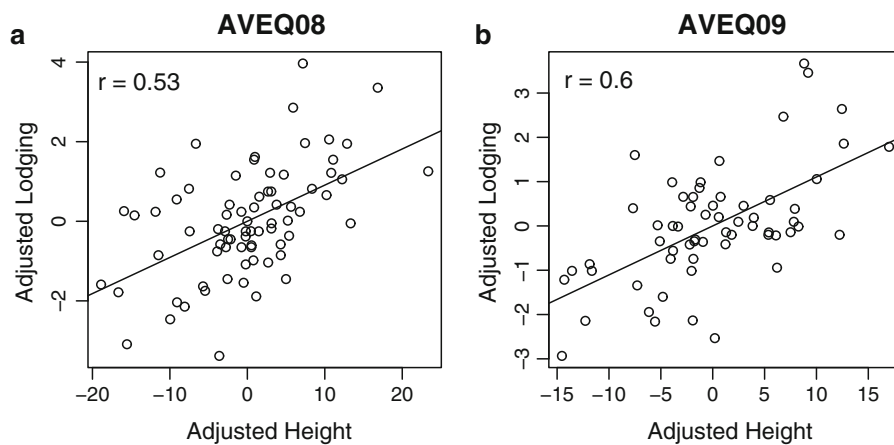 a
AVEQ08
r = 0.53
Adjusted Lodging
4
2
0
−2
−20
−10
0
10
20
Adjusted Height
b
AVEQ09
r = 0.6
Adjusted Lodging
3
2
1
0
−1
−2
−3
−15
−10
−5
0
5
10
15
Adjusted Height